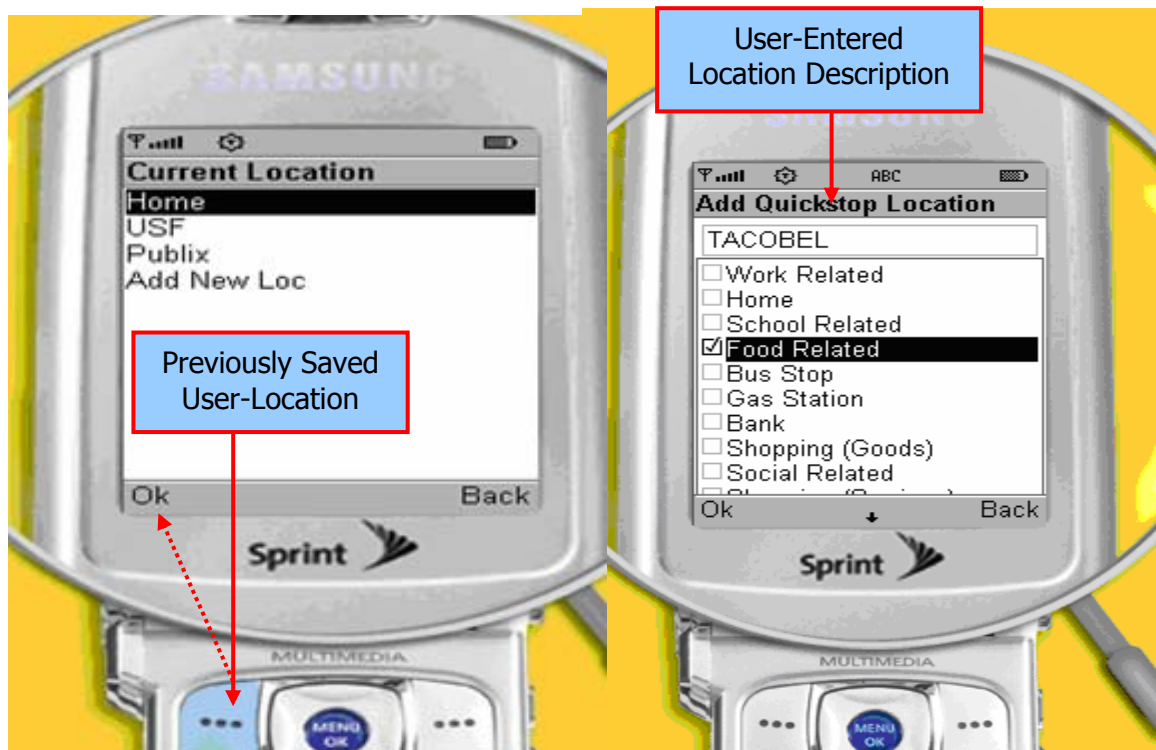 SAMSUNG
Current Location
Home
USF
Publix
Add New Loc
Previously Saved
User-Location
Ok
Back
Sprint
MULTIMEDIA
MENU
OK
User-Entered
Location Description
SAMSUNG
ABC
Add Quickstop Location
TACOBEL
Work Related
Home
School Related
Food Related
Bus Stop
Gas Station
Bank
Shopping (Goods)
Social Related
Ok
Back
Sprint
MULTIMEDIA
MENU
OK